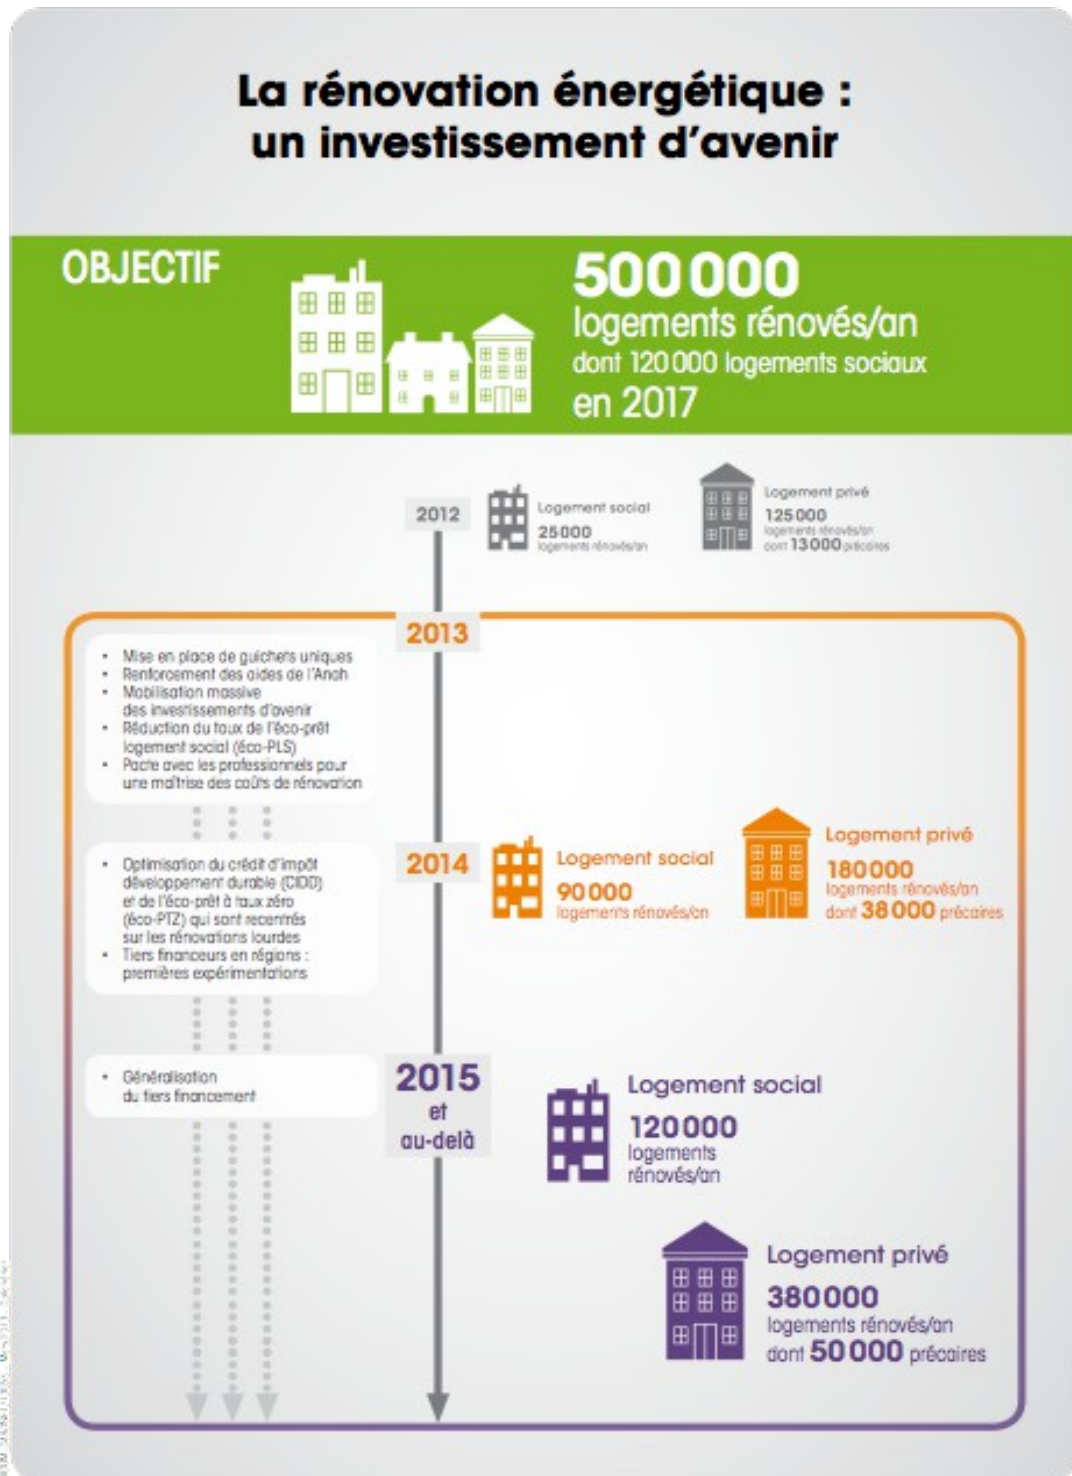 La rénovation énergétique :
un investissement d'avenir
OBJECTIF
500 000
logements rénovés/an
dont 120 000 logements sociaux
en 2017
2012
Logement social
25 000
logements rénovés/an
Logement privé
125 000
logements rénovés/an
dont 13 000 précaires
2013
• Mise en place de guichets uniques
• Renforcement des aides de l'Anah
• Mobilisation massive
des investissements d'avenir
• Réduction du taux de l'éco-prêt
logement social (éco-PLS)
• Pacte avec les professionnels pour
une maîtrise des coûts de rénovation
• Optimisation du crédit d'impôt
développement durable (CIDD)
et de l'éco-prêt à taux zéro
(éco-PTZ) qui sont recentrés
sur les rénovations lourdes
• Tiers financeurs en régions :
premières expérimentations
2014
Logement social
90 000
logements rénovés/an
Logement privé
180 000
logements rénovés/an
dont 38 000 précaires
• Généralisation
du tiers financement
2015
et
au-delà
Logement social
120 000
logements
rénovés/an
Logement privé
380 000
logements rénovés/an
dont 50 000 précaires